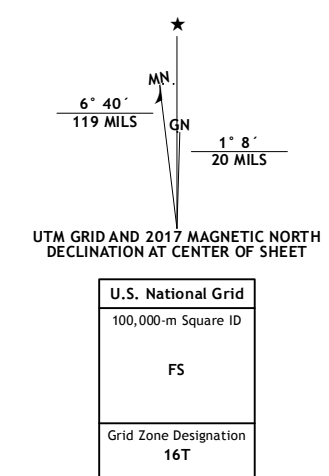 ★
MN
6° 40´
119 MILS
GN
1° 8´
20 MILS
UTM GRID AND 2017 MAGNETIC NORTH
DECLINATION AT CENTER OF SHEET
U.S. National Grid
100,000-m Square ID
FS
Grid Zone Designation
16T